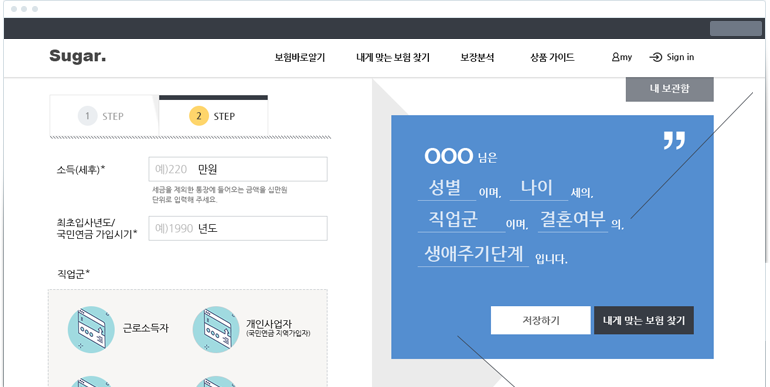 Sugar.
보험바로알기 내게 맞는 보험 찾기 보장분석 상품 가이드 my Sign in
내 보관함
1 STEP 2 STEP
소득(세후)* 예)220 만원
세금을 제외한 통장에 들어오는 금액을 십만원
단위로 입력해 주세요.
최초입사년도/
국민연금 가입시기* 예)1990 년도
직업군*
근로소득자
개인사업자
(국민연금 지역가입자)
”
OOO 님은
성별 이며, 나이 세의,
직업군 이며, 결혼여부 의,
생애주기단계 입니다.
저장하기 내게 맞는 보험 찾기